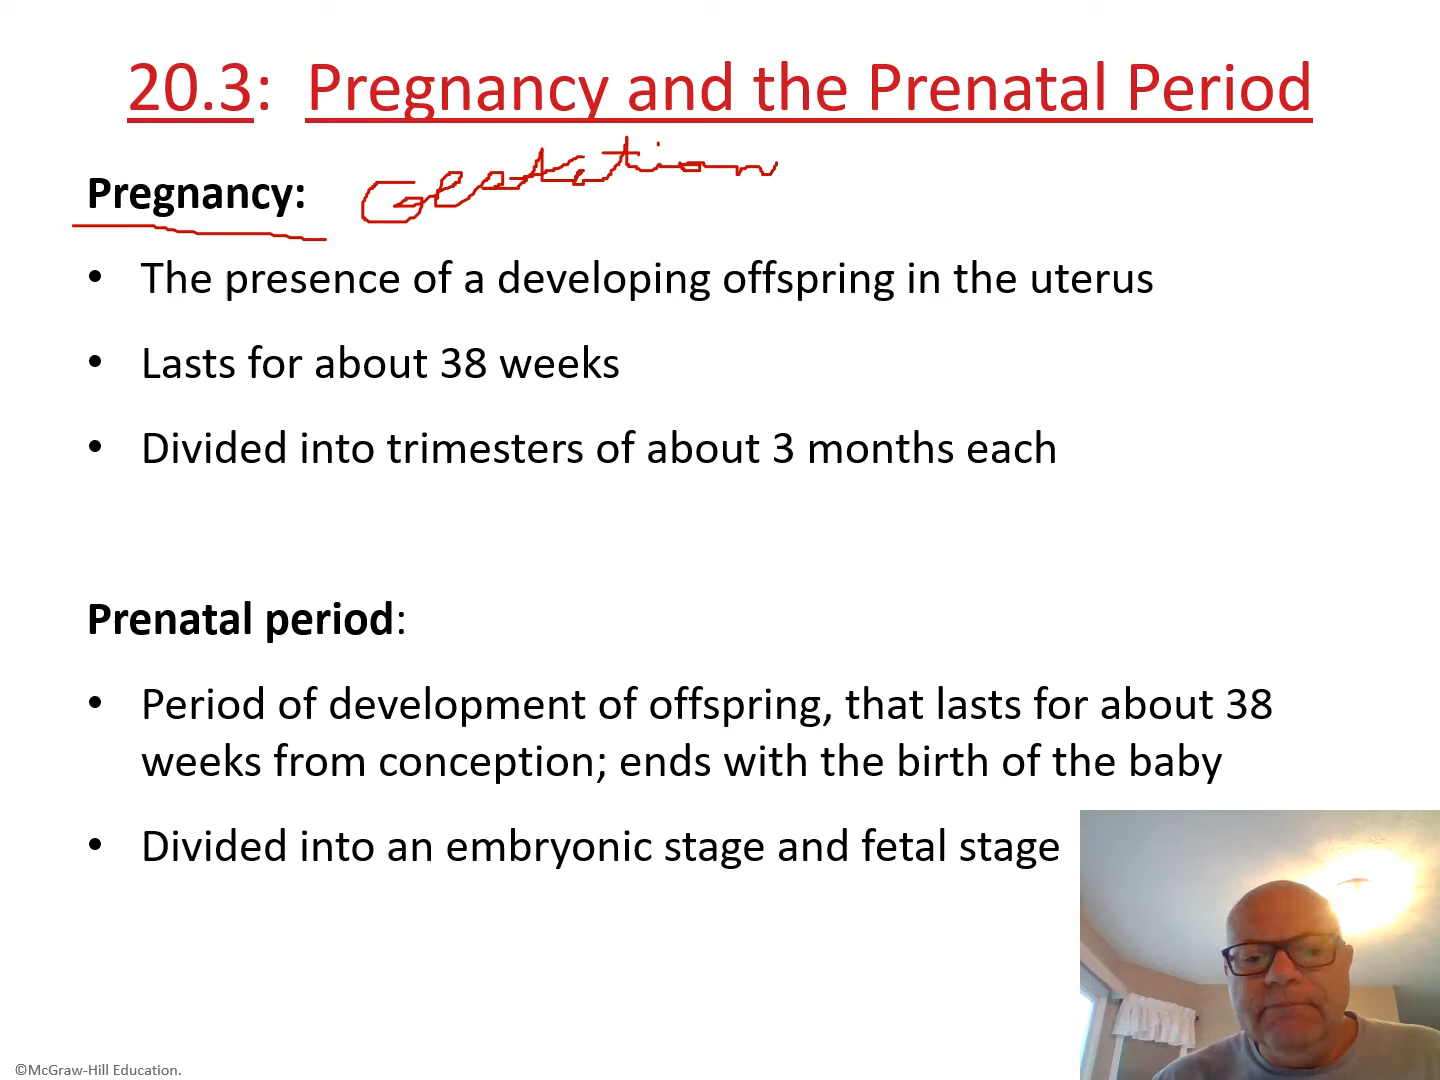 20.3: Pregnancy and the Prenatal Period
Pregnancy: Gestation
• The presence of a developing offspring in the uterus
• Lasts for about 38 weeks
• Divided into trimesters of about 3 months each
Prenatal period:
• Period of development of offspring, that lasts for about 38
weeks from conception; ends with the birth of the baby
• Divided into an embryonic stage and fetal stage
©McGraw-Hill Education.